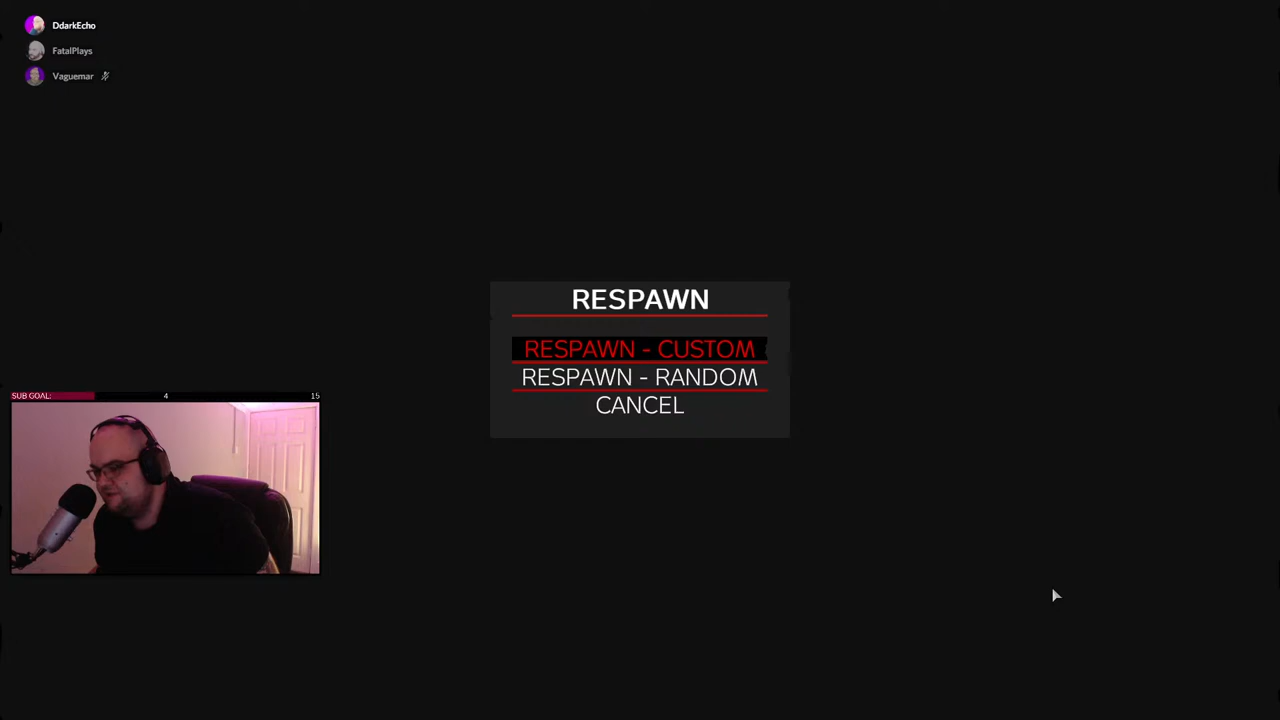 DdarkEcho
FatalPlays
Vaguemar
RESPAWN
RESPAWN - CUSTOM
RESPAWN - RANDOM
CANCEL
SUB GOAL: 4 15